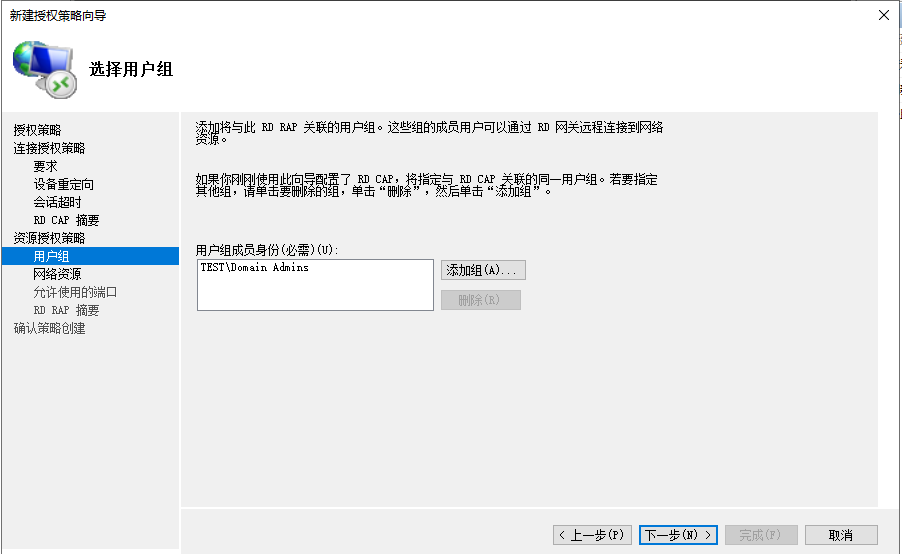 新建授权策略向导
选择用户组
授权策略
连接授权策略
要求
设备重定向
会话超时
RD CAP 摘要
资源授权策略
用户组
网络资源
允许使用的端口
RD RAP 摘要
确认策略创建
添加将与此 RD RAP 关联的用户组。这些组的成员用户可以通过 RD 网关远程连接到网络
资源。
如果你刚刚使用此向导配置了 RD CAP，将指定与 RD CAP 关联的同一用户组。若要指定
其他组，请单击要删除的组，单击“删除”，然后单击“添加组”。
用户组成员身份(必需)(U):
TEST\Domain Admins
添加组(A)...
删除(R)
< 上一步(P)
下一步(N) >
完成(F)
取消